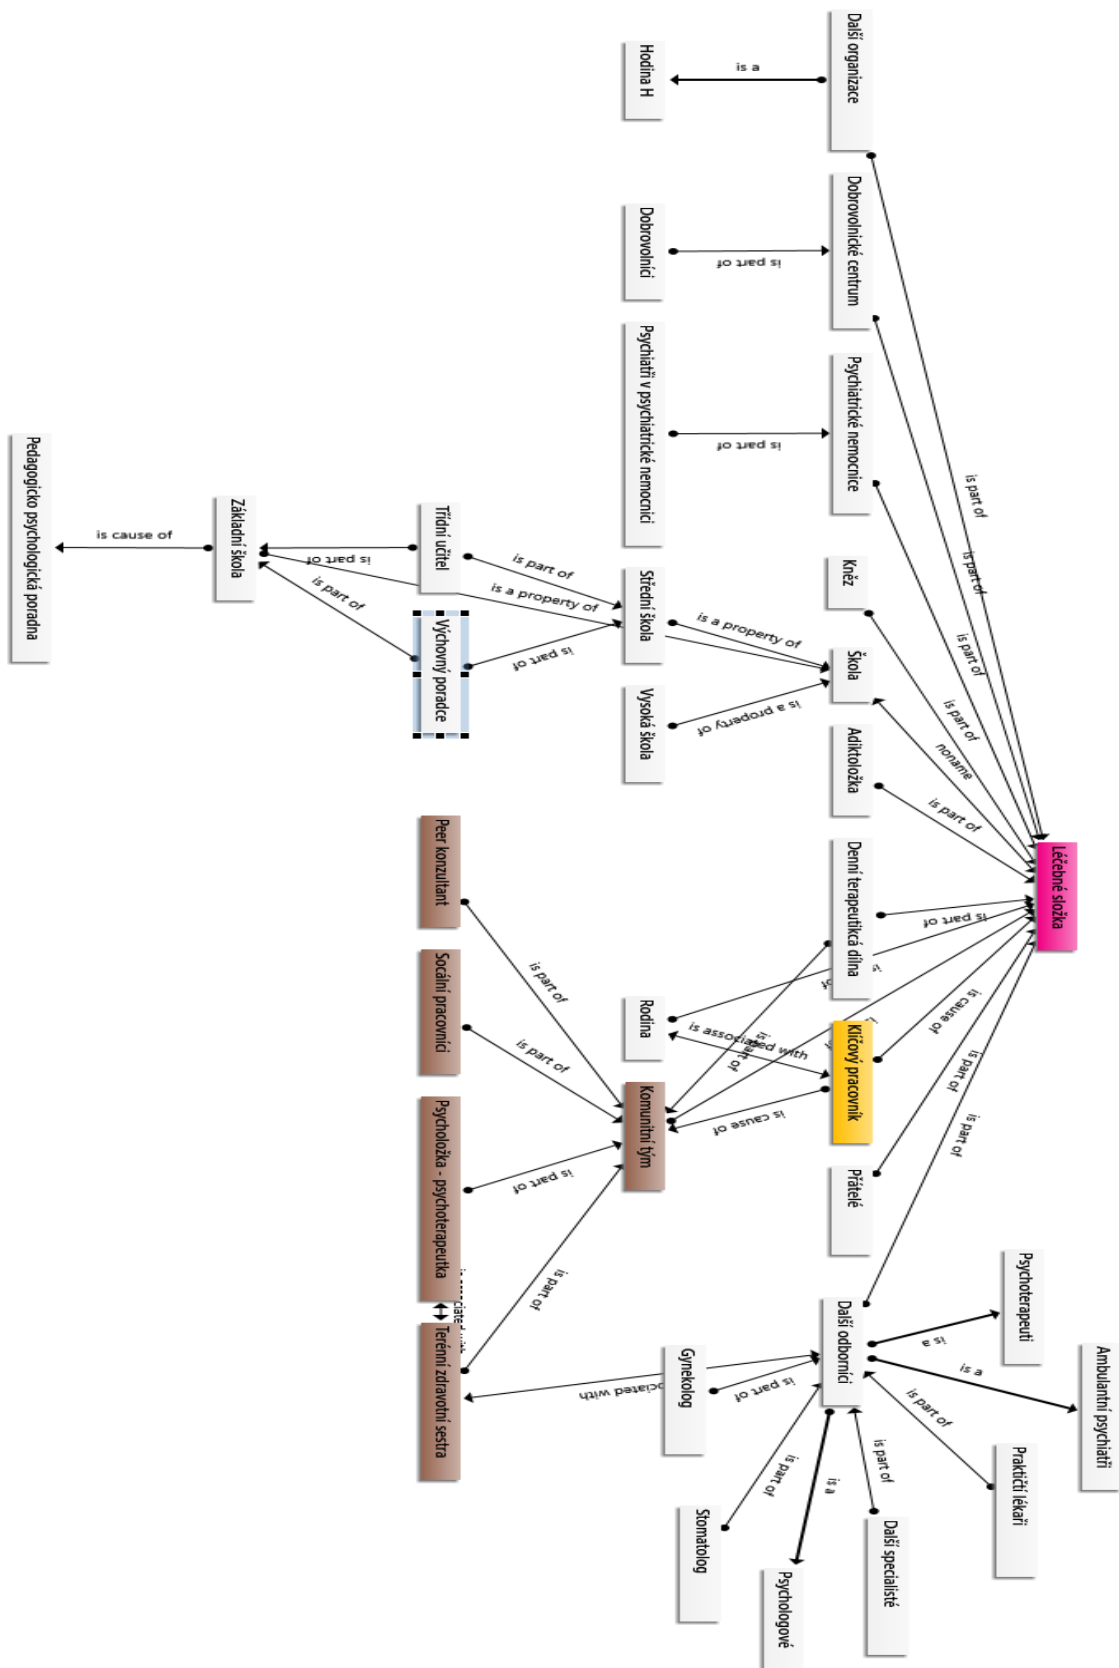 Ambulantní psychiatři
Léčebné složka
Psychoterapeuti
Praktičtí lékaři
is part of
is part of
is part of
is part of
noname
is part of
is part of
is cause of
is part of
is part of
is a
is a
is part of
is part of
Další organizace
Dobrovolnické centrum
Psychiatrické nemocnice
Kněz
Škola
Adiktoložka
Denní terapeutikcá dílna
Klíčový pracovník
Přátelé
Další odborníci
Další specialisté
is a
is part of
is part of
is a property of
is a property of
is part of
is associated with
is cause of
is part of
is part of
is a
Psychologové
Hodina H
Dobrovolníci
Psychiatři v psychiatrické nemocnici
Střední škola
Vysoká škola
Rodina
Komunitní tým
Gynekolog
Stomatolog
is part of
is a property of
is part of
is part of
is part of
is part of
is part of
Třídní učitel
Výchovný poradce
Peer konzultant
Socální pracovníci
Psycholožka - psychoterapeutka
Terénní zdravotní sestra
is part of
is part of
Základní škola
is cause of
Pedagogicko psychologická poradna